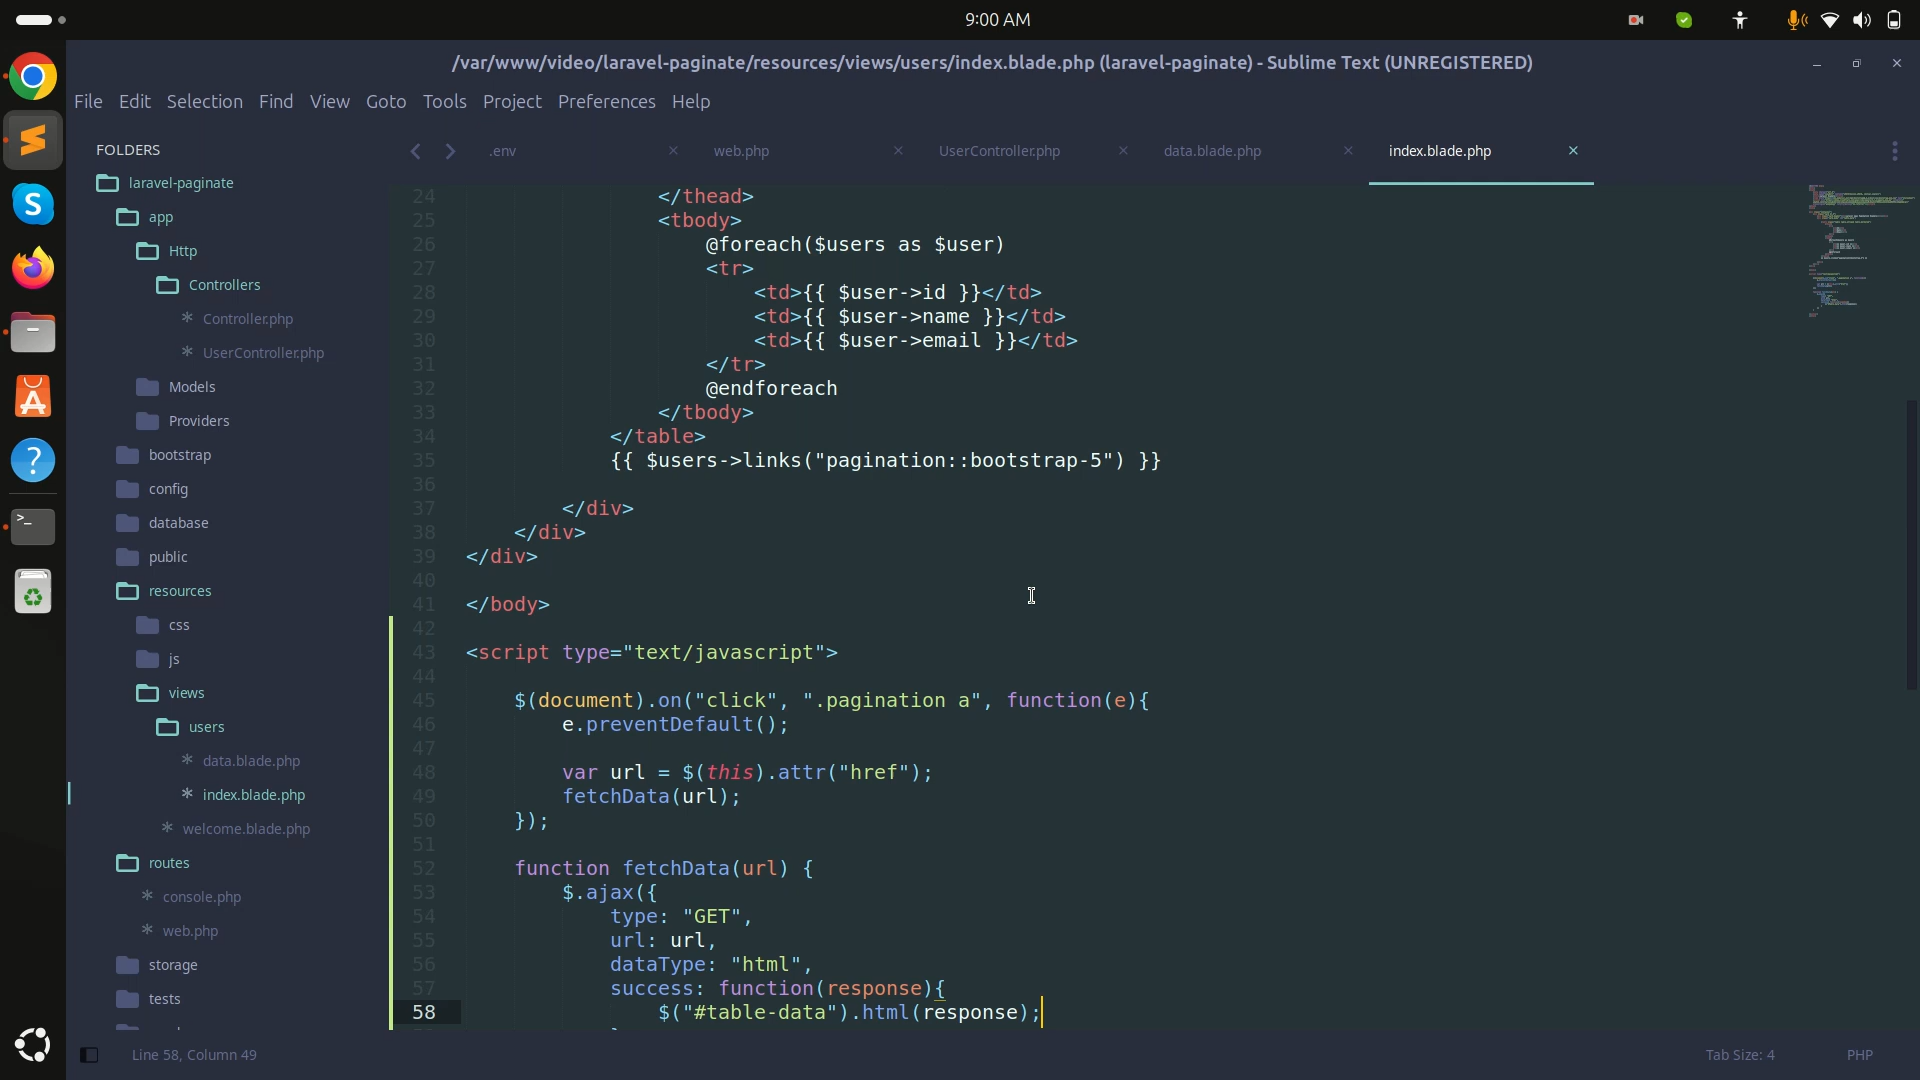 9:00 AM
/var/www/video/laravel-paginate/resources/views/users/index.blade.php (laravel-paginate) - Sublime Text (UNREGISTERED)
File Edit Selection Find View Goto Tools Project Preferences Help
FOLDERS
laravel-paginate
app
Http
Controllers
Controller.php
UserController.php
Models
Providers
bootstrap
config
database
public
resources
css
js
views
users
data.blade.php
index.blade.php
welcome.blade.php
routes
console.php
web.php
storage
tests
.env web.php UserController.php data.blade.php index.blade.php
24 </thead>
25 <tbody>
26 @foreach($users as $user)
27 <tr>
28 <td>{{ $user->id }}</td>
29 <td>{{ $user->name }}</td>
30 <td>{{ $user->email }}</td>
31 </tr>
32 @endforeach
33 </tbody>
34 </table>
35 {{ $users->links("pagination::bootstrap-5") }}
36
37 </div>
38 </div>
39 </div>
40
41 </body>
42
43 <script type="text/javascript">
44
45 $(document).on("click", ".pagination a", function(e){
46 e.preventDefault();
47
48 var url = $(this).attr("href");
49 fetchData(url);
50 });
51
52 function fetchData(url) {
53 $.ajax({
54 type: "GET",
55 url: url,
56 dataType: "html",
57 success: function(response){
58 $("#table-data").html(response);
Line 58, Column 49
Tab Size: 4
PHP